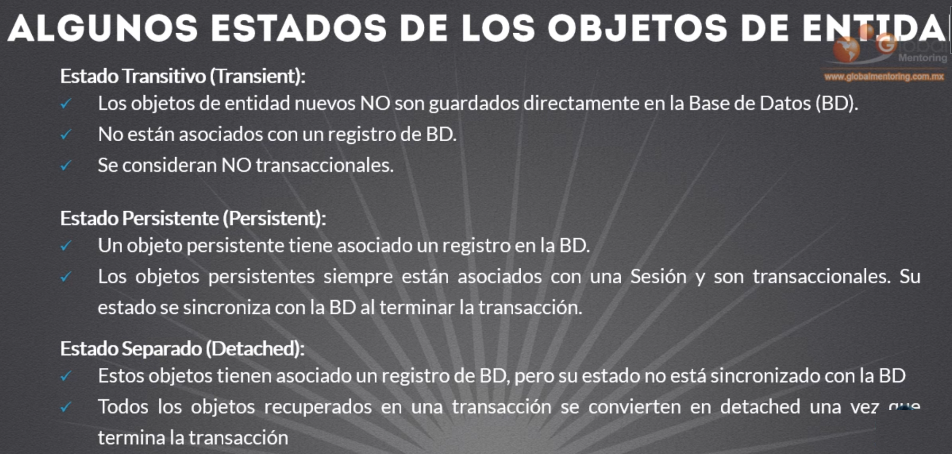 ALGUNOS ESTADOS DE LOS OBJETOS DE ENTIDA
Global
Mentoring
www.globalmentoring.com.mx
Estado Transitivo (Transient):
✓ Los objetos de entidad nuevos NO son guardados directamente en la Base de Datos (BD).
✓ No están asociados con un registro de BD.
✓ Se consideran NO transaccionales.
Estado Persistente (Persistent):
✓ Un objeto persistente tiene asociado un registro en la BD.
✓ Los objetos persistentes siempre están asociados con una Sesión y son transaccionales. Su
estado se sincroniza con la BD al terminar la transacción.
Estado Separado (Detached):
✓ Estos objetos tienen asociado un registro de BD, pero su estado no está sincronizado con la BD
✓ Todos los objetos recuperados en una transacción se convierten en detached una vez que
termina la transacción